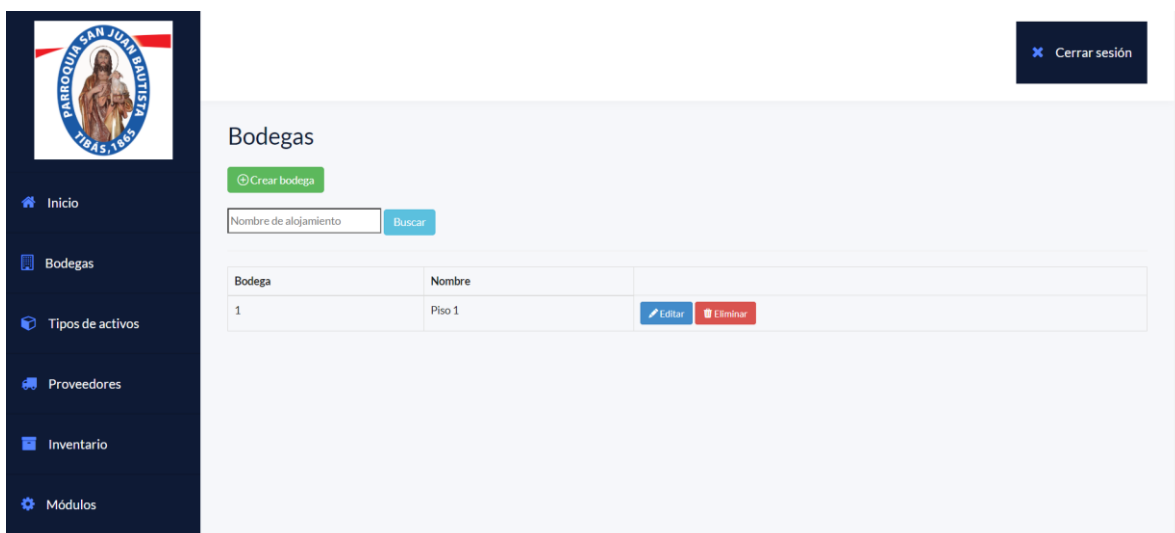 PARROQUIA SAN JUAN BAUTISTA
TIBÁS, 1865
Cerrar sesión
Inicio
Bodegas
Tipos de activos
Proveedores
Inventario
Módulos
Bodegas
Crear bodega
Nombre de alojamiento Buscar
Bodega Nombre
1 Piso 1 Editar Eliminar